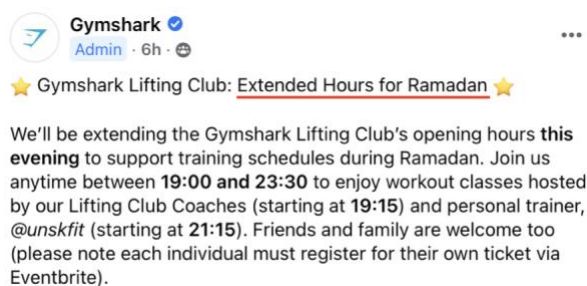 Gymshark
Admin · 6h ·
⭐ Gymshark Lifting Club: Extended Hours for Ramadan ⭐
We’ll be extending the Gymshark Lifting Club’s opening hours this
evening to support training schedules during Ramadan. Join us
anytime between 19:00 and 23:30 to enjoy workout classes hosted
by our Lifting Club Coaches (starting at 19:15) and personal trainer,
@unskfit (starting at 21:15). Friends and family are welcome too
(please note each individual must register for their own ticket via
Eventbrite).